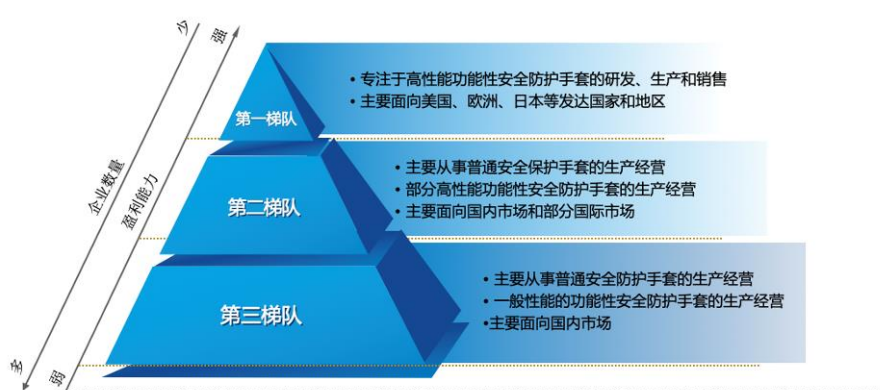 少
强
企业数量
盈利能力
多
弱
第一梯队
• 专注于高性能功能性安全防护手套的研发、生产和销售
• 主要面向美国、欧洲、日本等发达国家和地区
第二梯队
• 主要从事普通安全保护手套的生产经营
• 部分高性能功能性安全防护手套的生产经营
• 主要面向国内市场和部分国际市场
第三梯队
• 主要从事普通安全防护手套的生产经营
• 一般性能的功能性安全防护手套的生产经营
•主要面向国内市场